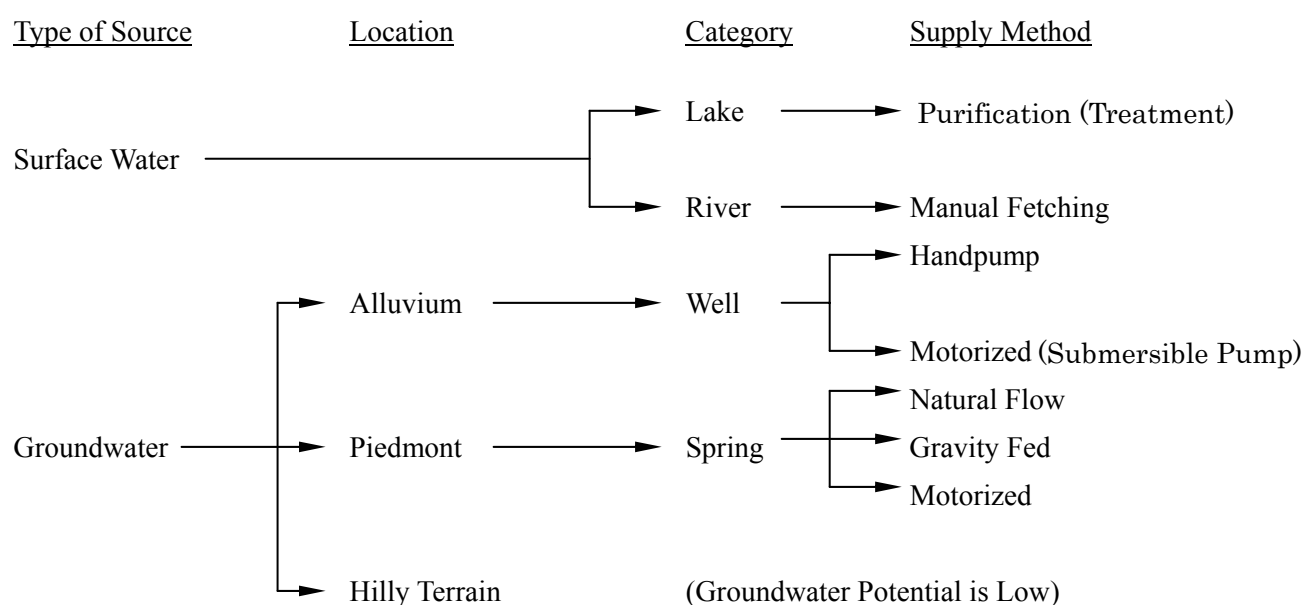 Type of Source Location Category Supply Method
Lake Purification (Treatment)
Surface Water
River Manual Fetching
Handpump
Alluvium Well
Motorized (Submersible Pump)
Natural Flow
Groundwater Piedmont Spring Gravity Fed
Motorized
Hilly Terrain (Groundwater Potential is Low)